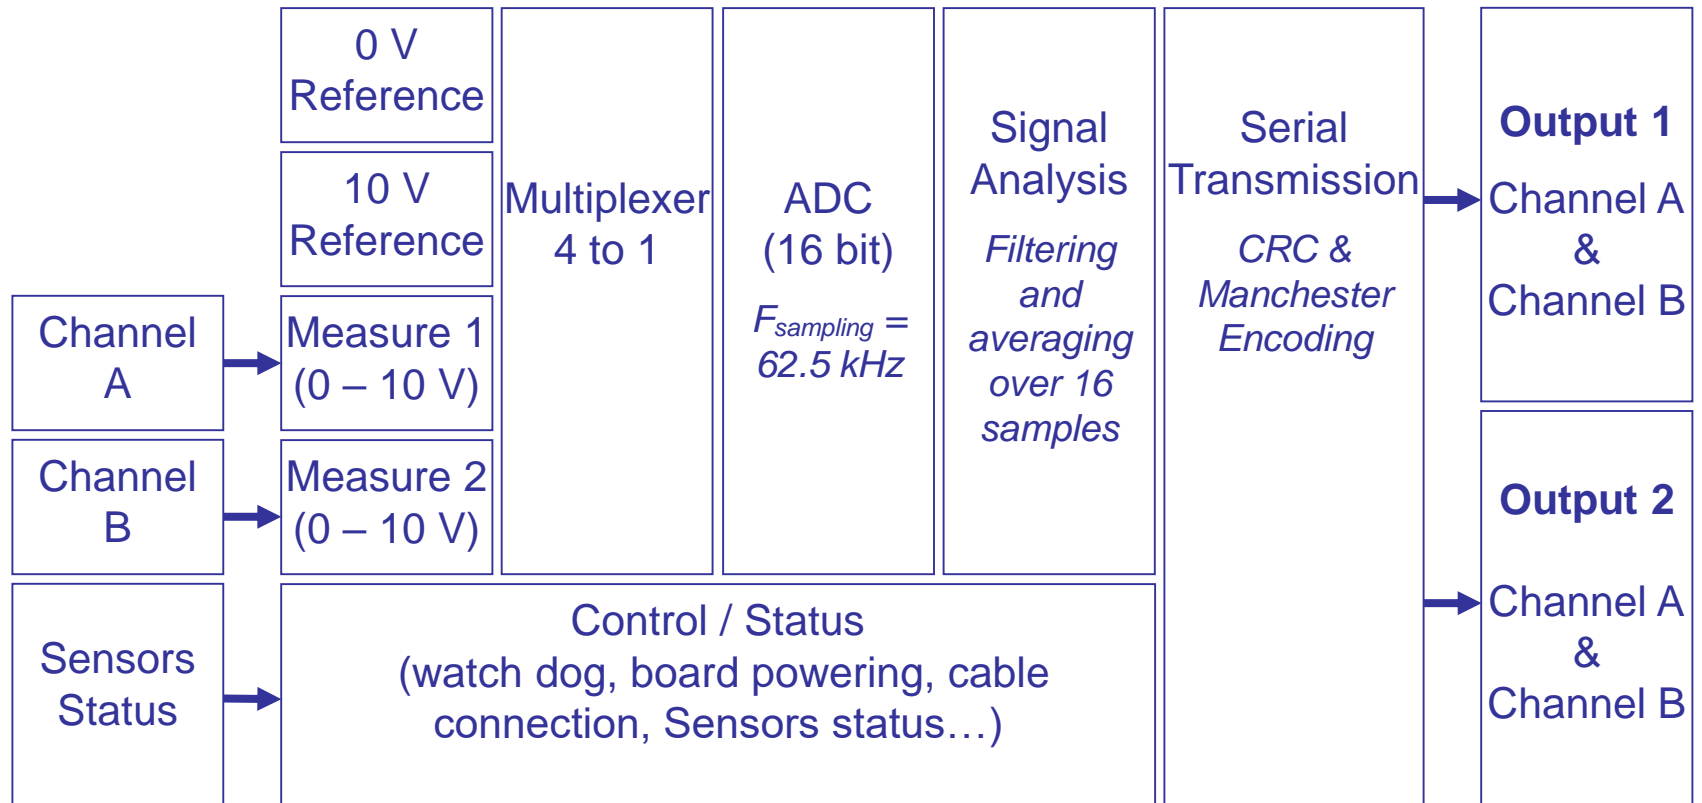 0 V
Reference
10 V
Reference
Channel
A
Measure 1
(0 – 10 V)
Channel
B
Measure 2
(0 – 10 V)
Multiplexer
4 to 1
ADC
(16 bit)
Fsampling =
62.5 kHz
Signal
Analysis
Filtering
and
averaging
over 16
samples
Serial
Transmission
CRC &
Manchester
Encoding
Output 1
Channel A
&
Channel B
Output 2
Channel A
&
Channel B
Sensors
Status
Control / Status
(watch dog, board powering, cable
connection, Sensors status…)